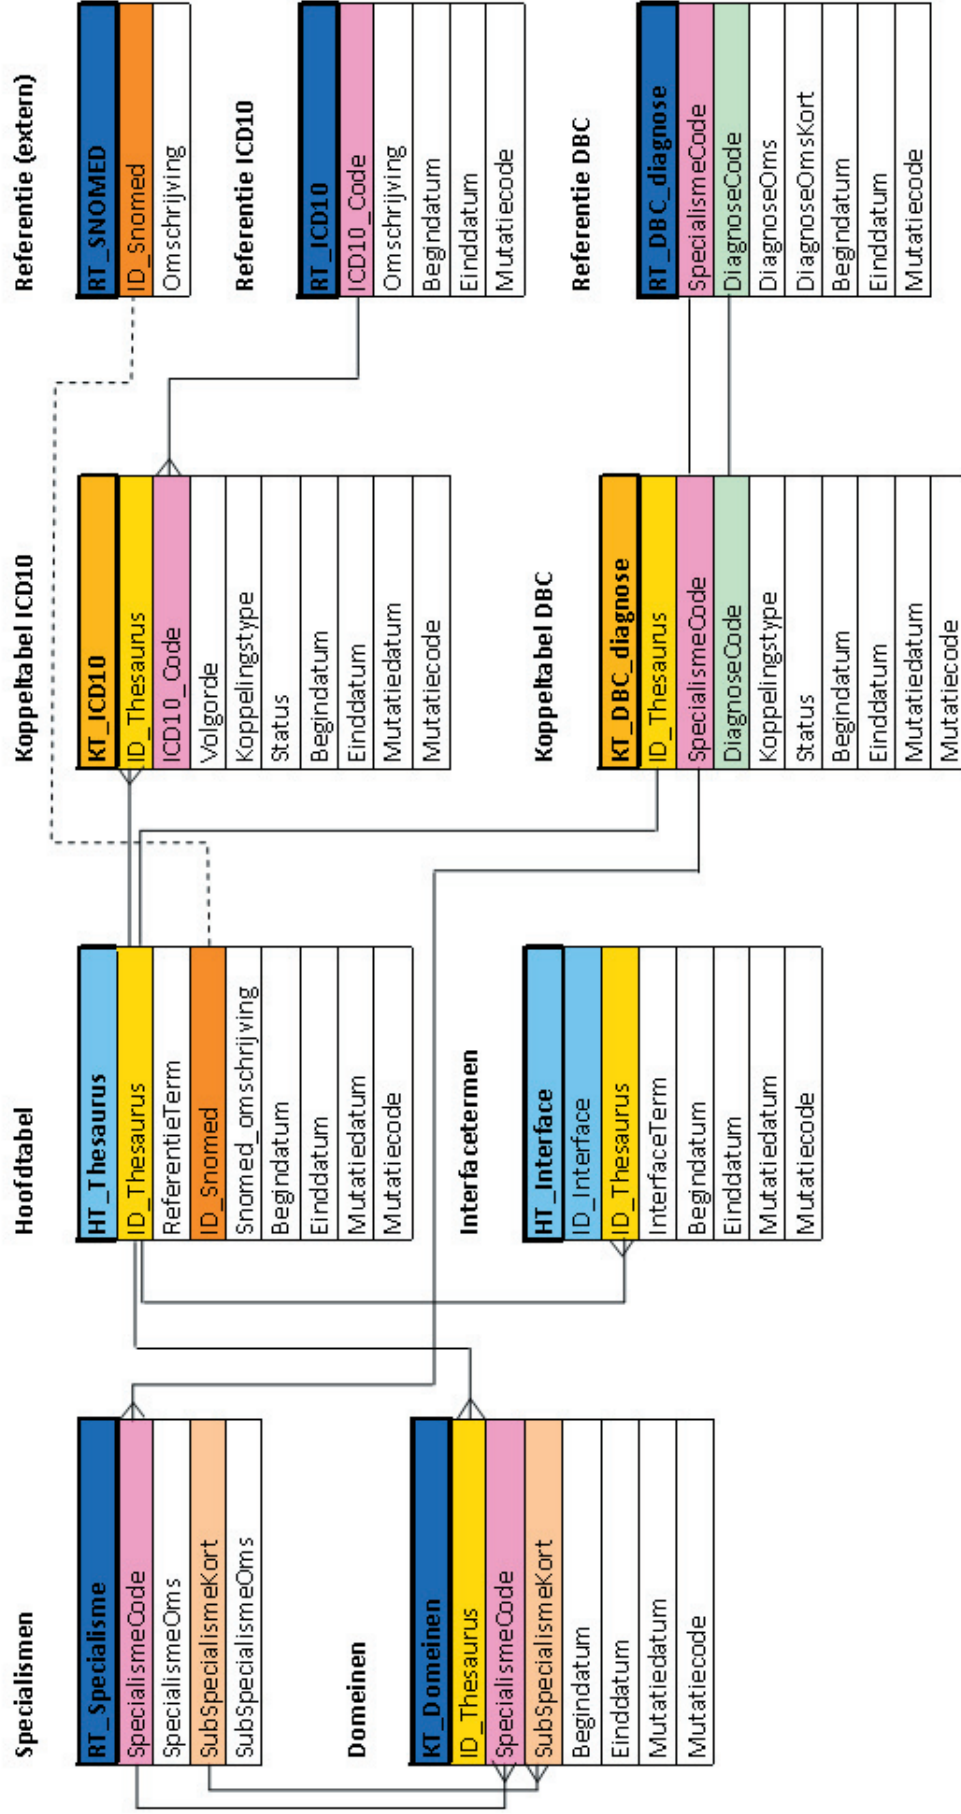 Specialismen
RT_Specialisme
SpecialismeCode
SpecialismeOms
SubSpecialismeKort
SubSpecialismeOms
Domeinen
KT_Domeinen
ID_Thesaurus
SpecialismeCode
SubSpecialismeKort
Begindatum
Einddatum
Mutatiedatum
Mutatiecode
Hoofdtabel
HT_Thesaurus
ID_Thesaurus
ReferentieTerm
ID_Snomed
Snomed_omschrijving
Begindatum
Einddatum
Mutatiedatum
Mutatiecode
Interfacetermen
HT_Interface
ID_Interface
ID_Thesaurus
InterfaceTerm
Begindatum
Einddatum
Mutatiedatum
Mutatiecode
Koppeltabel ICD10
KT_ICD10
ID_Thesaurus
ICD10_Code
Volgorde
Koppelingstype
Status
Begindatum
Einddatum
Mutatiedatum
Mutatiecode
Koppeltabel DBC
KT_DBC_diagnose
ID_Thesaurus
SpecialismeCode
DiagnoseCode
Koppelingstype
Status
Begindatum
Einddatum
Mutatiedatum
Mutatiecode
Referentie (extern)
RT_SNOMED
ID_Snomed
Omschrijving
Referentie ICD10
RT_ICD10
ICD10_Code
Omschrijving
Begindatum
Einddatum
Mutatiecode
Referentie DBC
RT_DBC_diagnose
SpecialismeCode
DiagnoseCode
DiagnoseOms
DiagnoseOmsKort
Begindatum
Einddatum
Mutatiecode